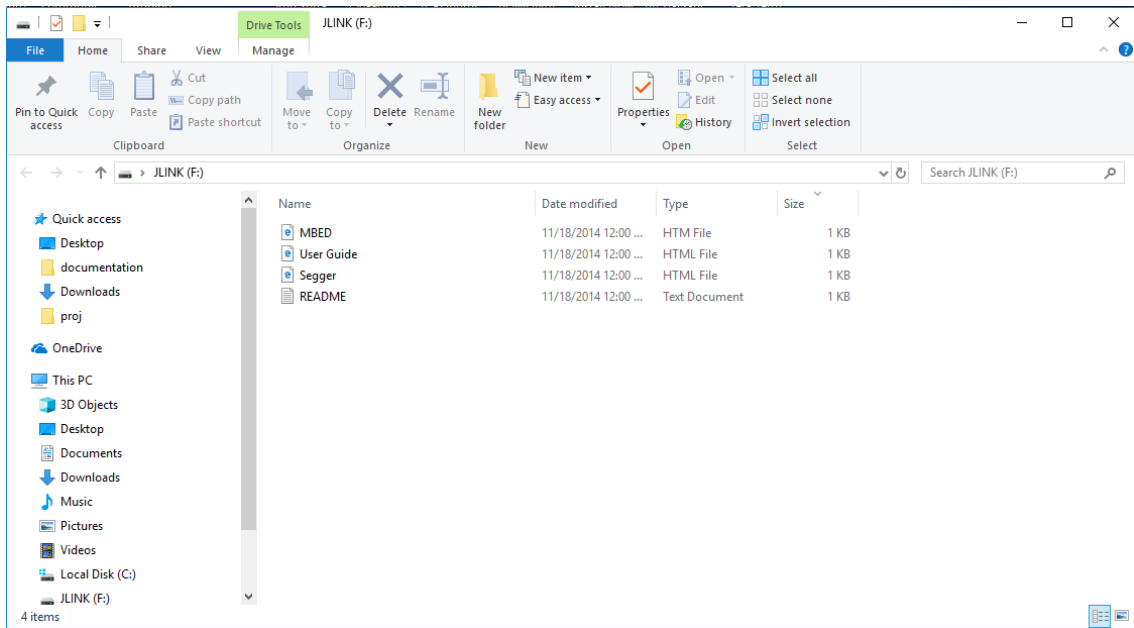 Drive Tools JLINK (F:)
File Home Share View Manage
Pin to Quick access
Copy
Paste
Cut
Copy path
Paste shortcut
Clipboard
Move to
Copy to
Delete
Rename
Organize
New folder
New item
Easy access
New
Properties
Open
Edit
History
Open
Select all
Select none
Invert selection
Select
JLINK (F:)
Search JLINK (F:)
Quick access
Desktop
documentation
Downloads
proj
OneDrive
This PC
3D Objects
Desktop
Documents
Downloads
Music
Pictures
Videos
Local Disk (C:)
JLINK (F:)
Name Date modified Type Size
MBED 11/18/2014 12:00 ... HTM File 1 KB
User Guide 11/18/2014 12:00 ... HTML File 1 KB
Segger 11/18/2014 12:00 ... HTML File 1 KB
README 11/18/2014 12:00 ... Text Document 1 KB
4 items